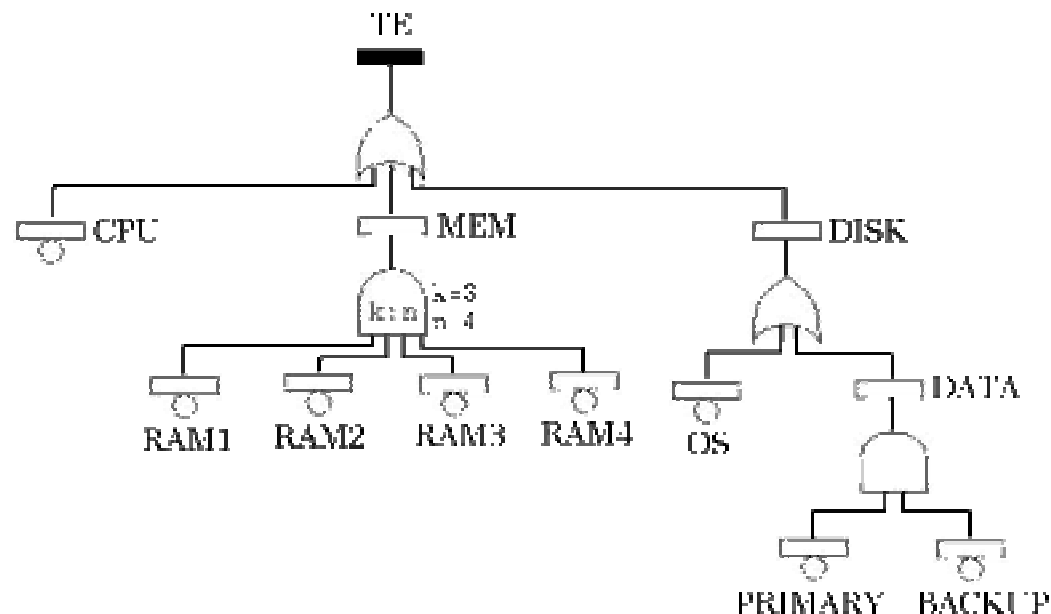 TE
CPU
MEM
DISK
k=3
k:n
n=4
RAM1
RAM2
RAM3
RAM4
OS
DATA
PRIMARY
BACKUP